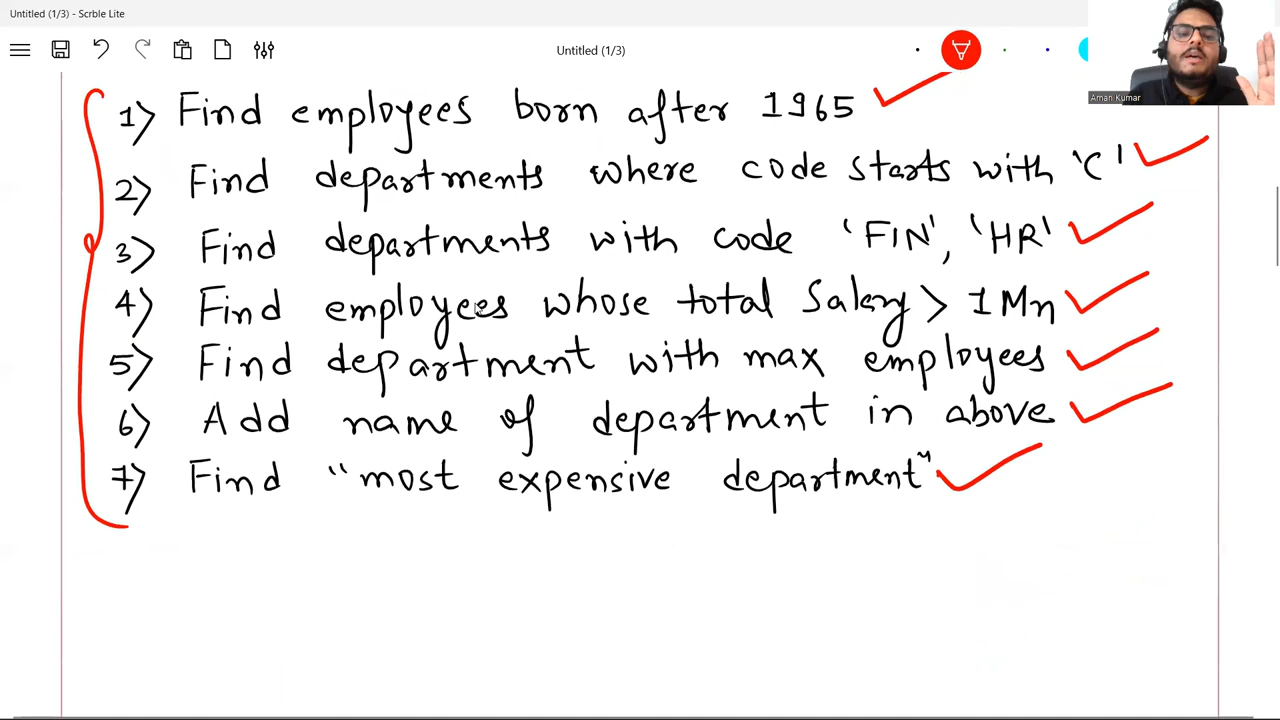 Untitled (1/3) - Scrble Lite
Untitled (1/3)
Aman Kumar
1) Find employees born after 1965
2) Find departments where code starts with 'C'
3) Find departments with code 'FIN', 'HR'
4) Find employees whose total Salary > 1Mn
5) Find department with max employees
6) Add name of department in above
7) Find "most expensive department"